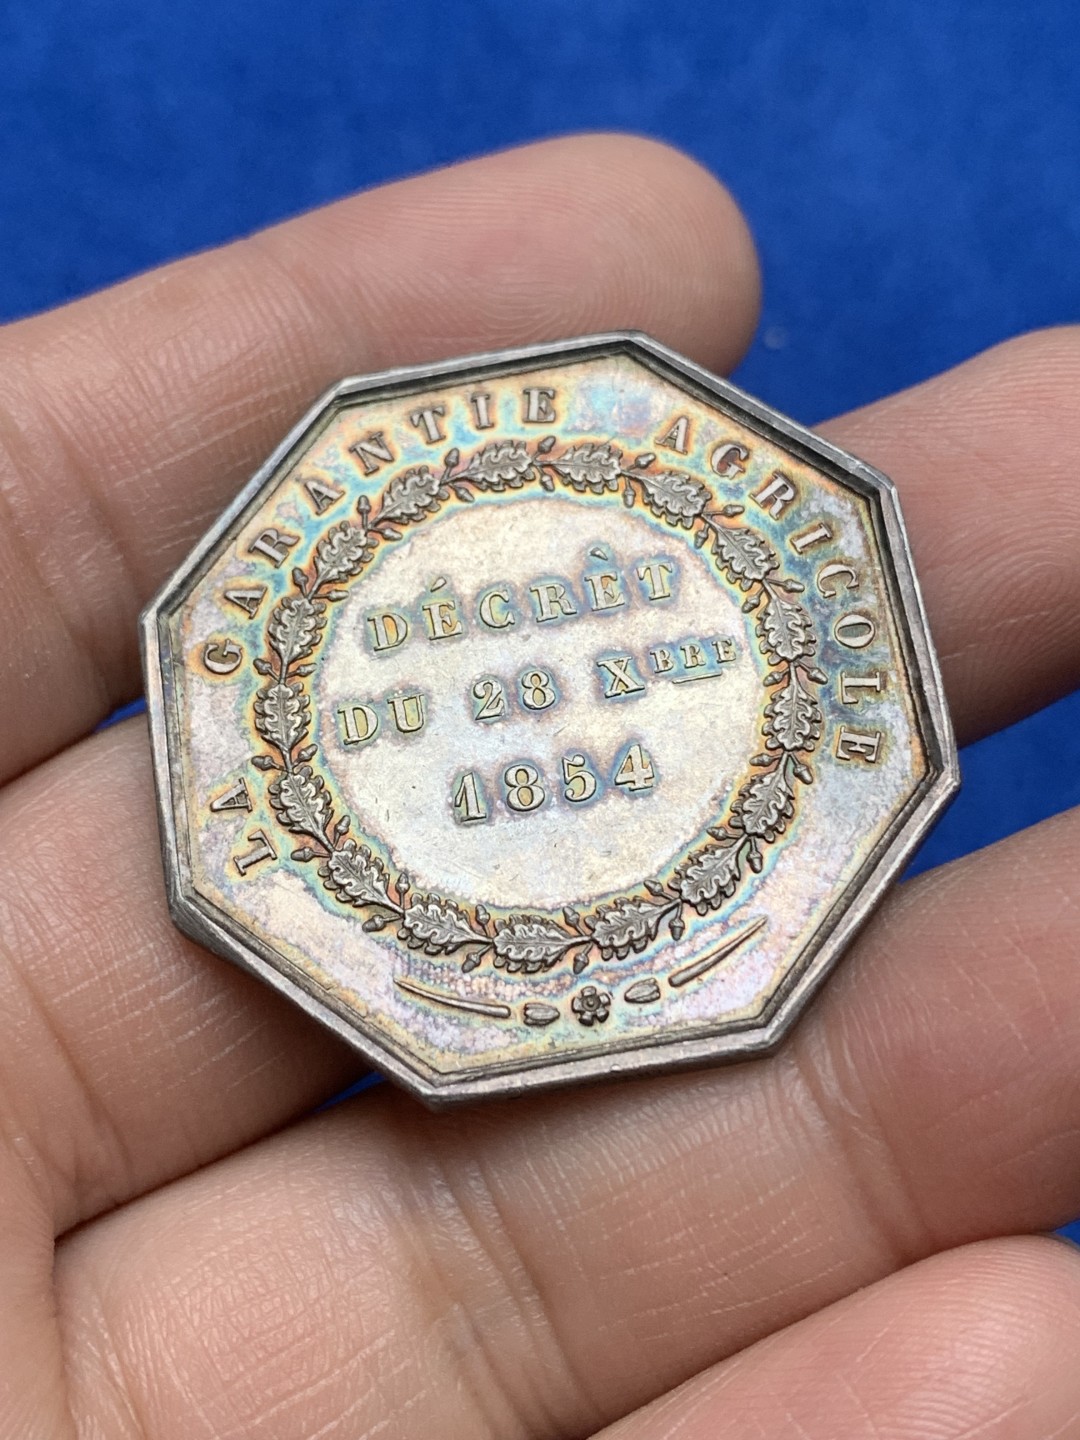 LA GARANTIE AGRICOLE
DÉCRÈT
DU 28 XBRE
1854